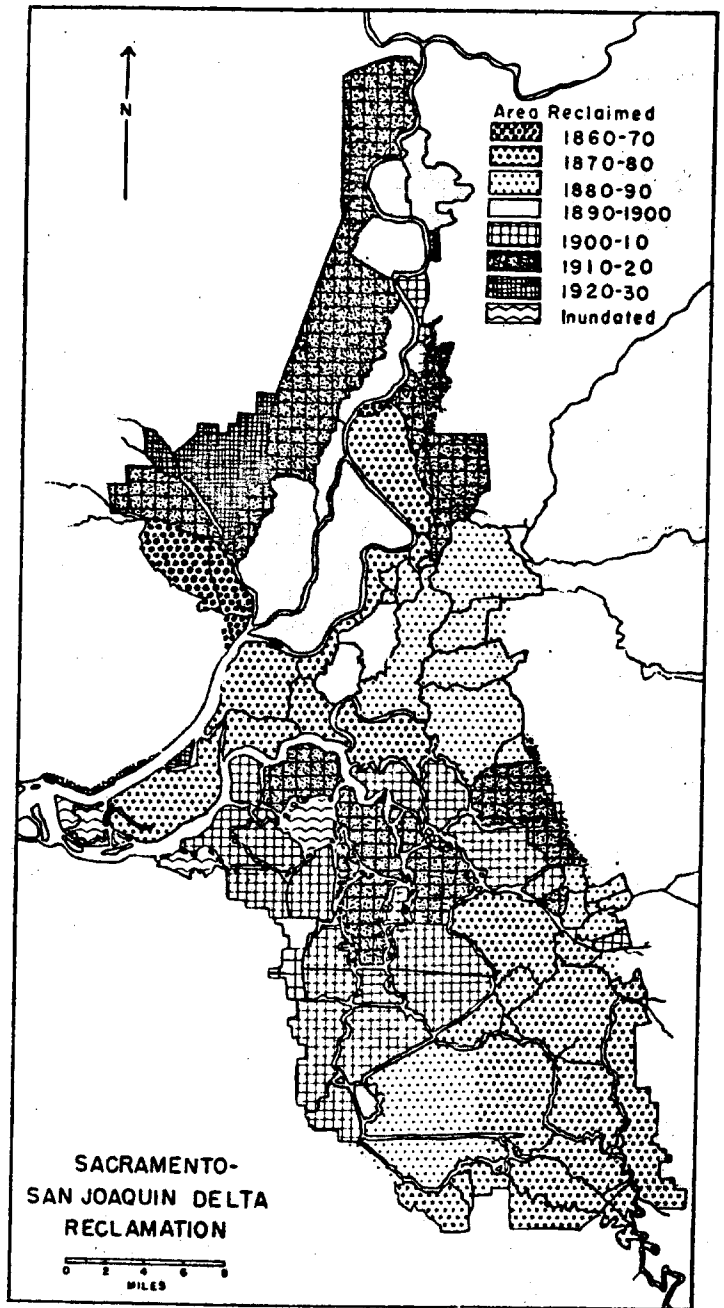 N
Area Reclaimed
1860-70
1870-80
1880-90
1890-1900
1900-10
1910-20
1920-30
Inundated
SACRAMENTO-
SAN JOAQUIN DELTA
RECLAMATION
0 2 4 6 8
MILES